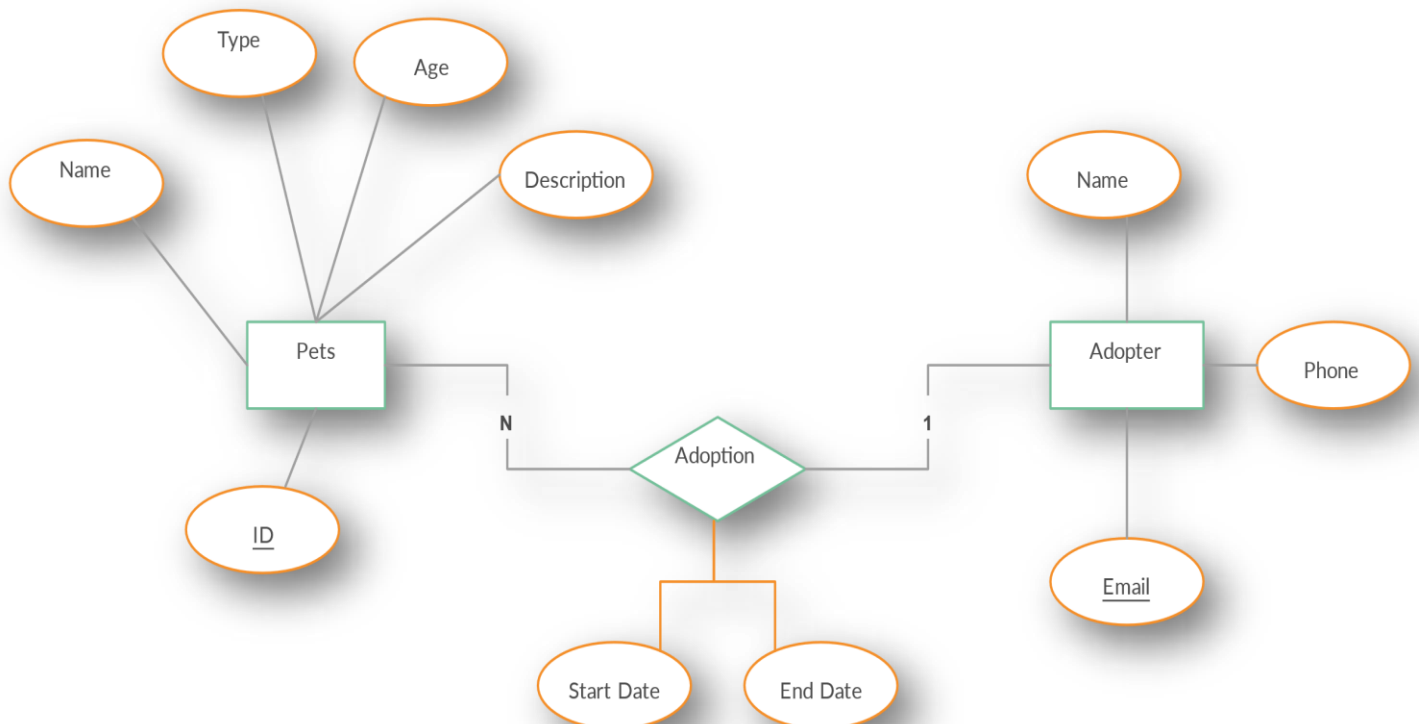 Type
Age
Name
Description
Name
Pets
Adopter
Phone
N
1
Adoption
ID
Email
Start Date
End Date